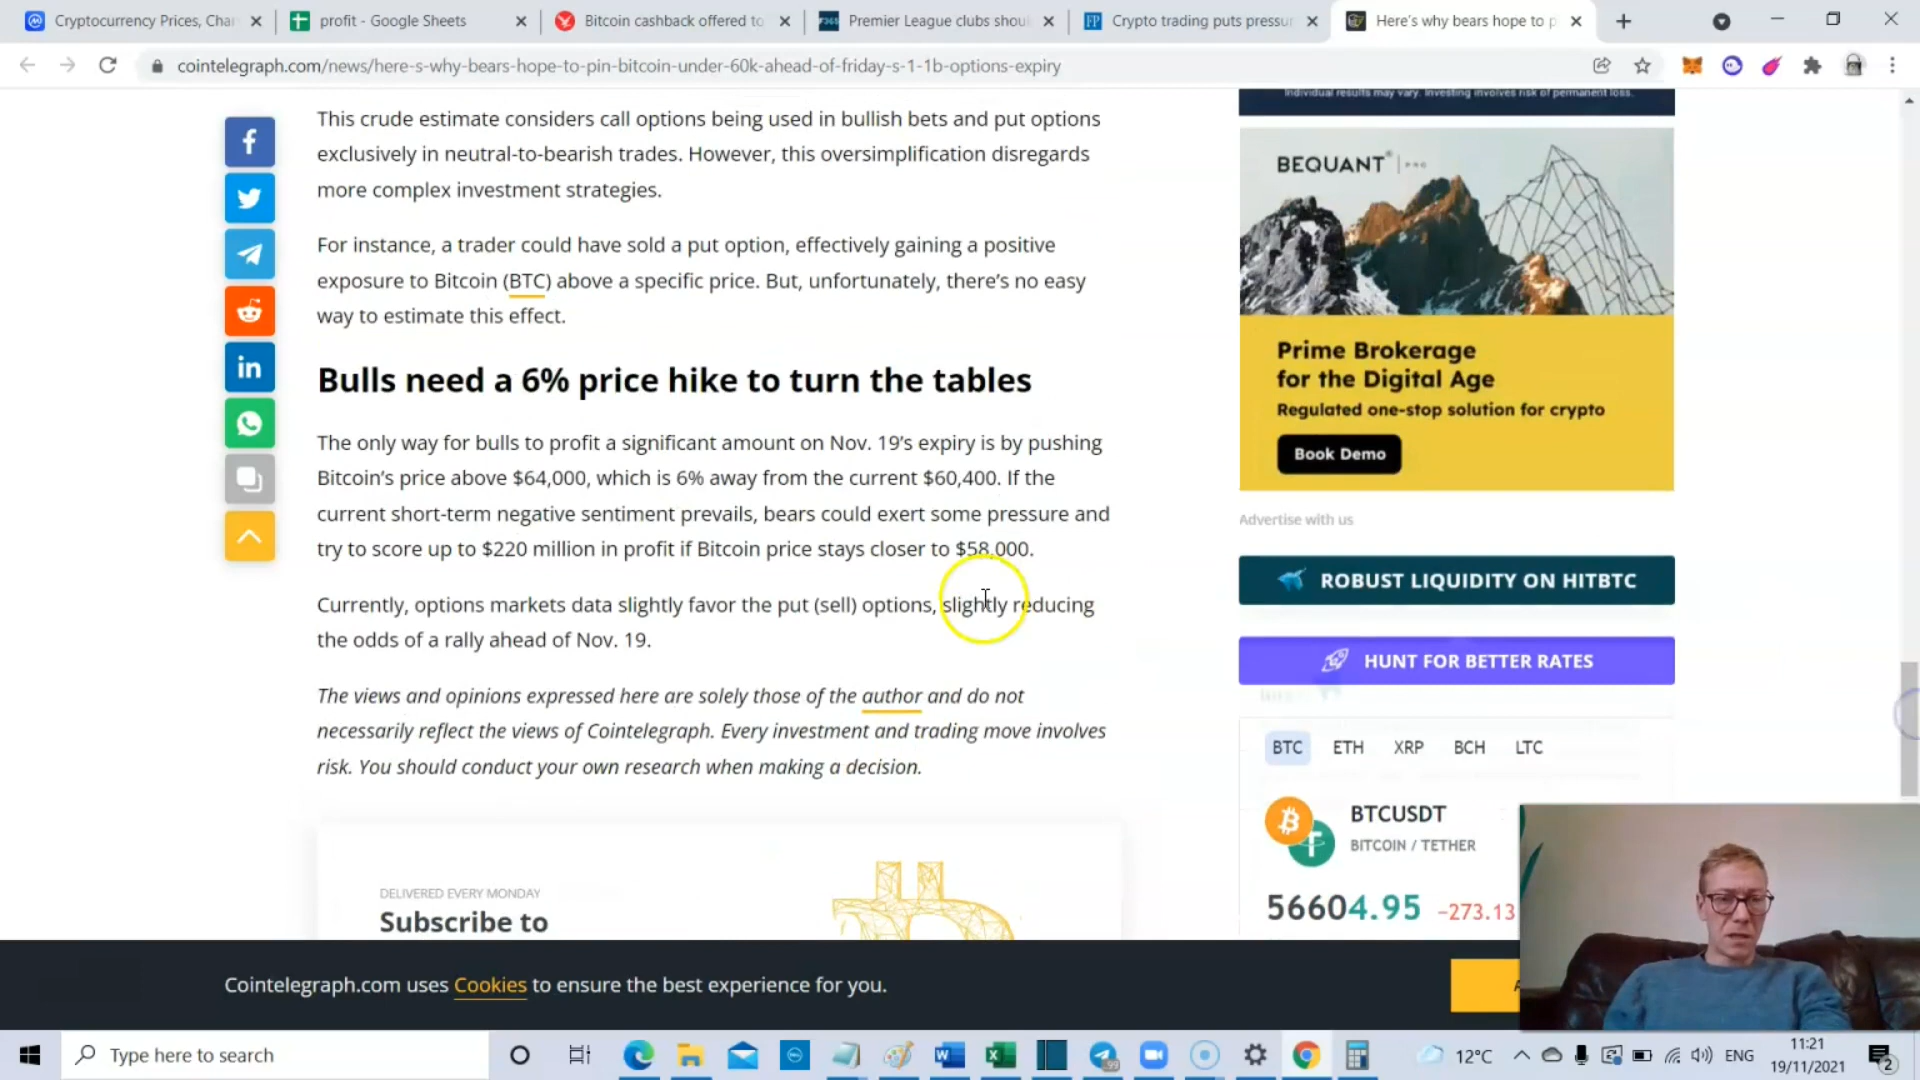 Cryptocurrency Prices, Char
profit - Google Sheets
Bitcoin cashback offered to
Premier League clubs shoul
Crypto trading puts pressur
Here's why bears hope to p
cointelegraph.com/news/here-s-why-bears-hope-to-pin-bitcoin-under-60k-ahead-of-friday-s-1-1b-options-expiry
Individual results may vary. Investing involves risk of permanent loss.
This crude estimate considers call options being used in bullish bets and put options
exclusively in neutral-to-bearish trades. However, this oversimplification disregards
more complex investment strategies.
For instance, a trader could have sold a put option, effectively gaining a positive
exposure to Bitcoin (BTC) above a specific price. But, unfortunately, there's no easy
way to estimate this effect.
Bulls need a 6% price hike to turn the tables
The only way for bulls to profit a significant amount on Nov. 19's expiry is by pushing
Bitcoin's price above $64,000, which is 6% away from the current $60,400. If the
current short-term negative sentiment prevails, bears could exert some pressure and
try to score up to $220 million in profit if Bitcoin price stays closer to $58,000.
Currently, options markets data slightly favor the put (sell) options, slightly reducing
the odds of a rally ahead of Nov. 19.
The views and opinions expressed here are solely those of the author and do not
necessarily reflect the views of Cointelegraph. Every investment and trading move involves
risk. You should conduct your own research when making a decision.
DELIVERED EVERY MONDAY
Subscribe to
BEQUANT® PRO
Prime Brokerage
for the Digital Age
Regulated one-stop solution for crypto
Book Demo
Advertise with us
ROBUST LIQUIDITY ON HITBTC
HUNT FOR BETTER RATES
BTC ETH XRP BCH LTC
BTCUSDT
BITCOIN / TETHER
56604.95 -273.13
Cointelegraph.com uses Cookies to ensure the best experience for you.
Type here to search
12°C
ENG
11:21
19/11/2021
2